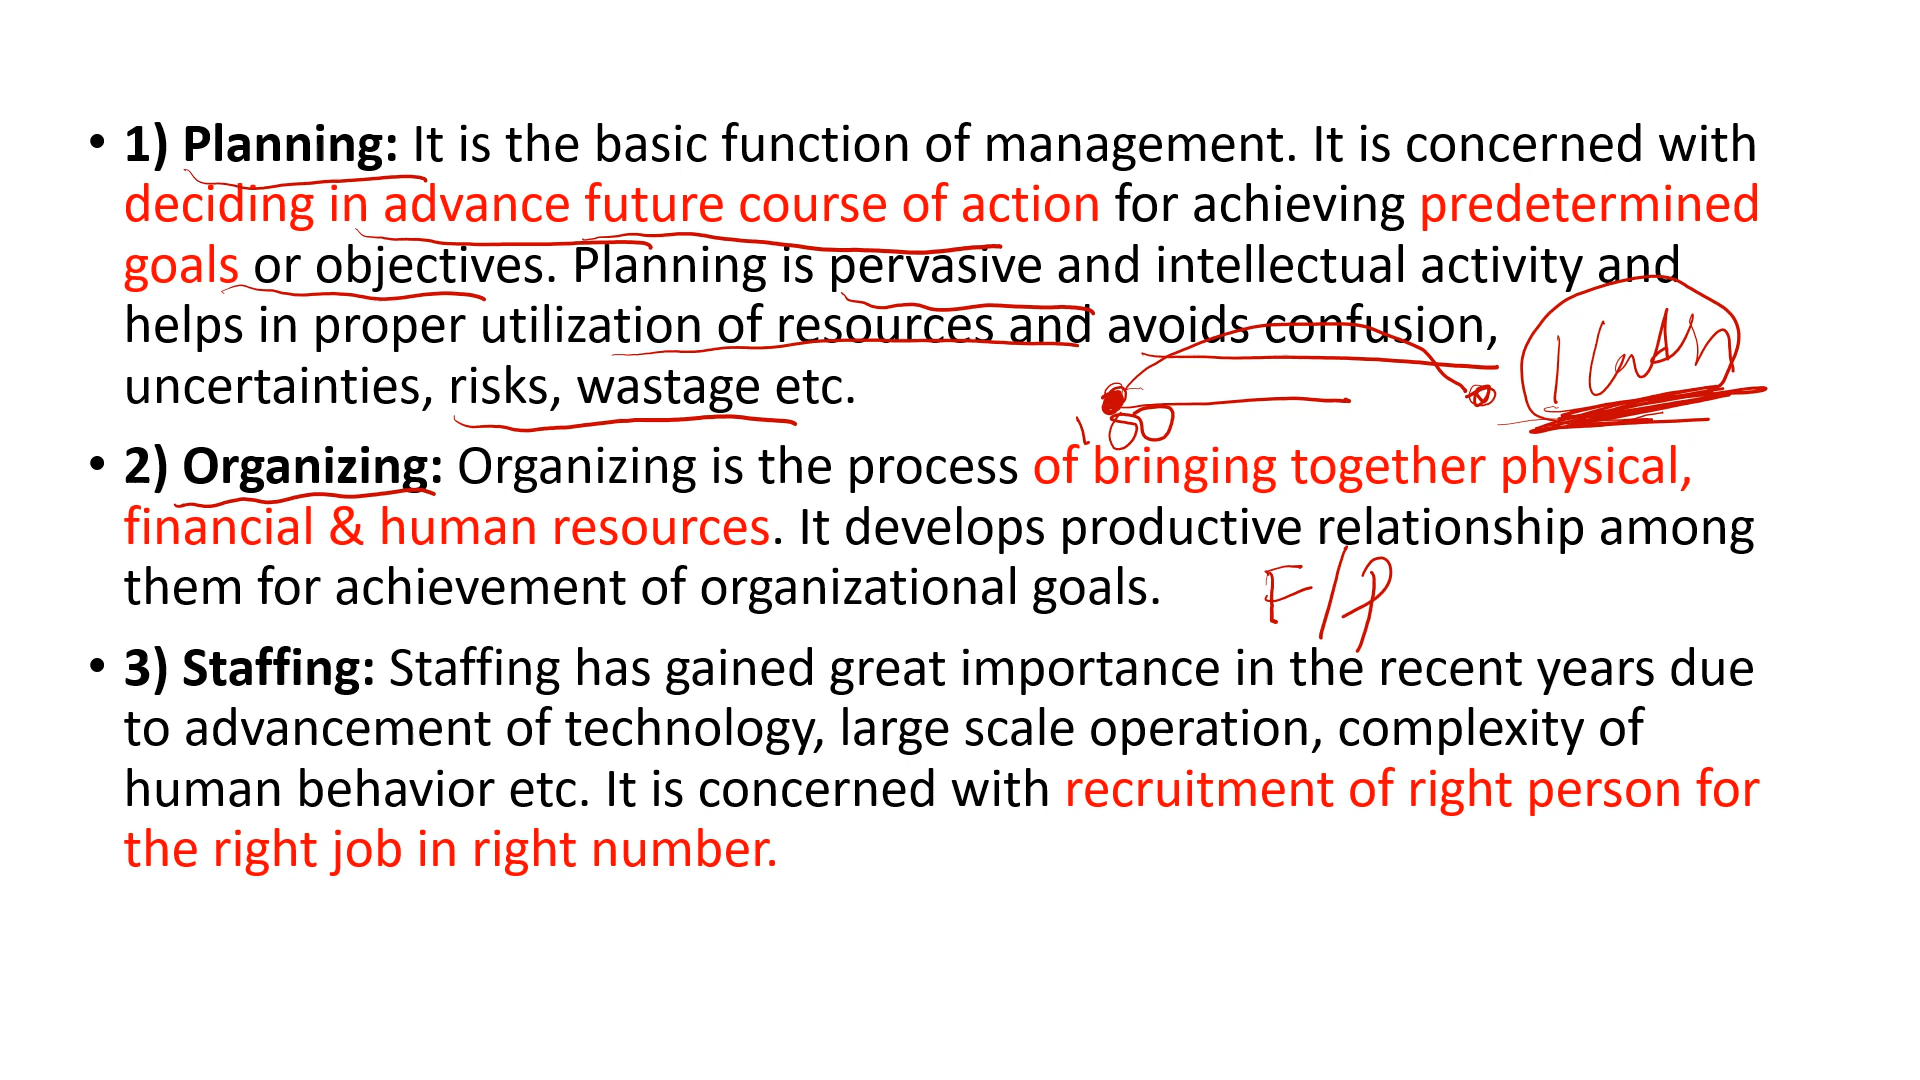 • 1) Planning: It is the basic function of management. It is concerned with
deciding in advance future course of action for achieving predetermined
goals or objectives. Planning is pervasive and intellectual activity and
helps in proper utilization of resources and avoids confusion,
uncertainties, risks, wastage etc.
• 2) Organizing: Organizing is the process of bringing together physical,
financial & human resources. It develops productive relationship among
them for achievement of organizational goals.
F/P
• 3) Staffing: Staffing has gained great importance in the recent years due
to advancement of technology, large scale operation, complexity of
human behavior etc. It is concerned with recruitment of right person for
the right job in right number.